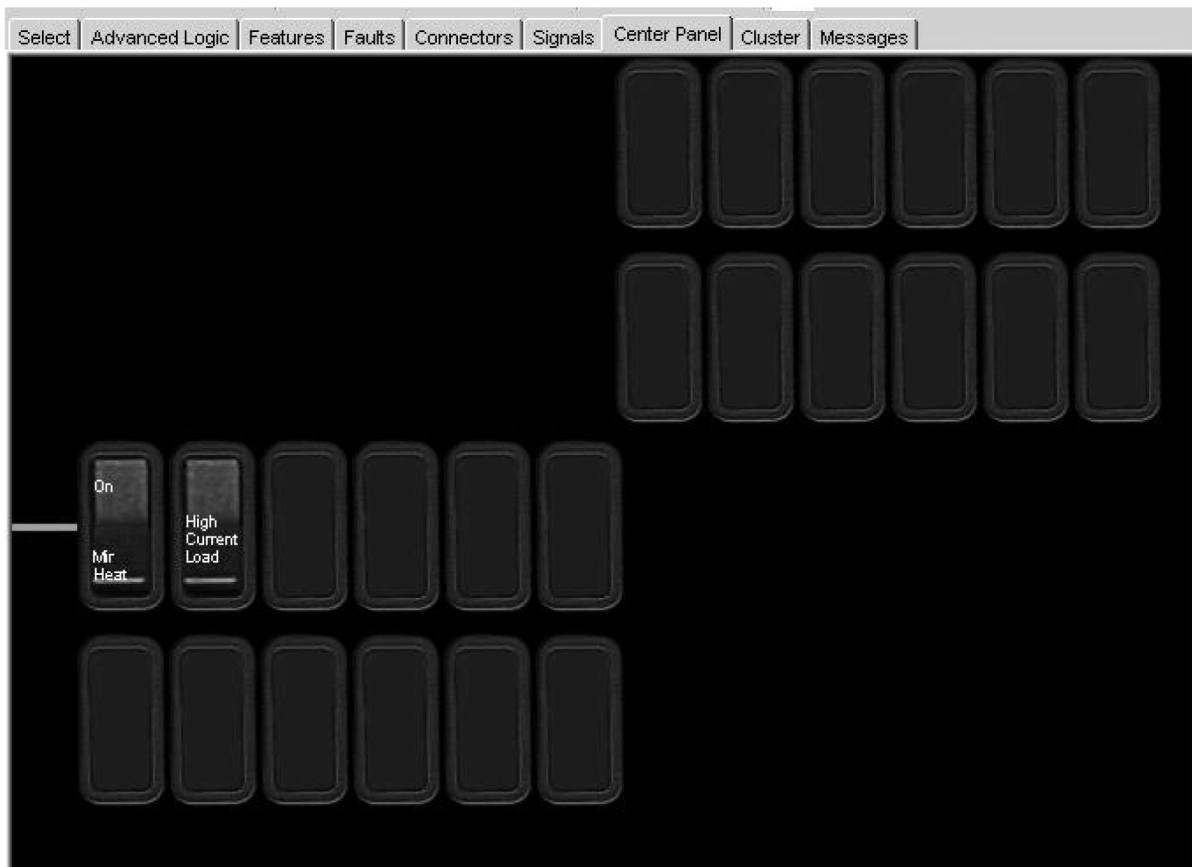 Select Advanced Logic Features Faults Connectors Signals Center Panel Cluster Messages
On
Mir
Heat
High
Current
Load